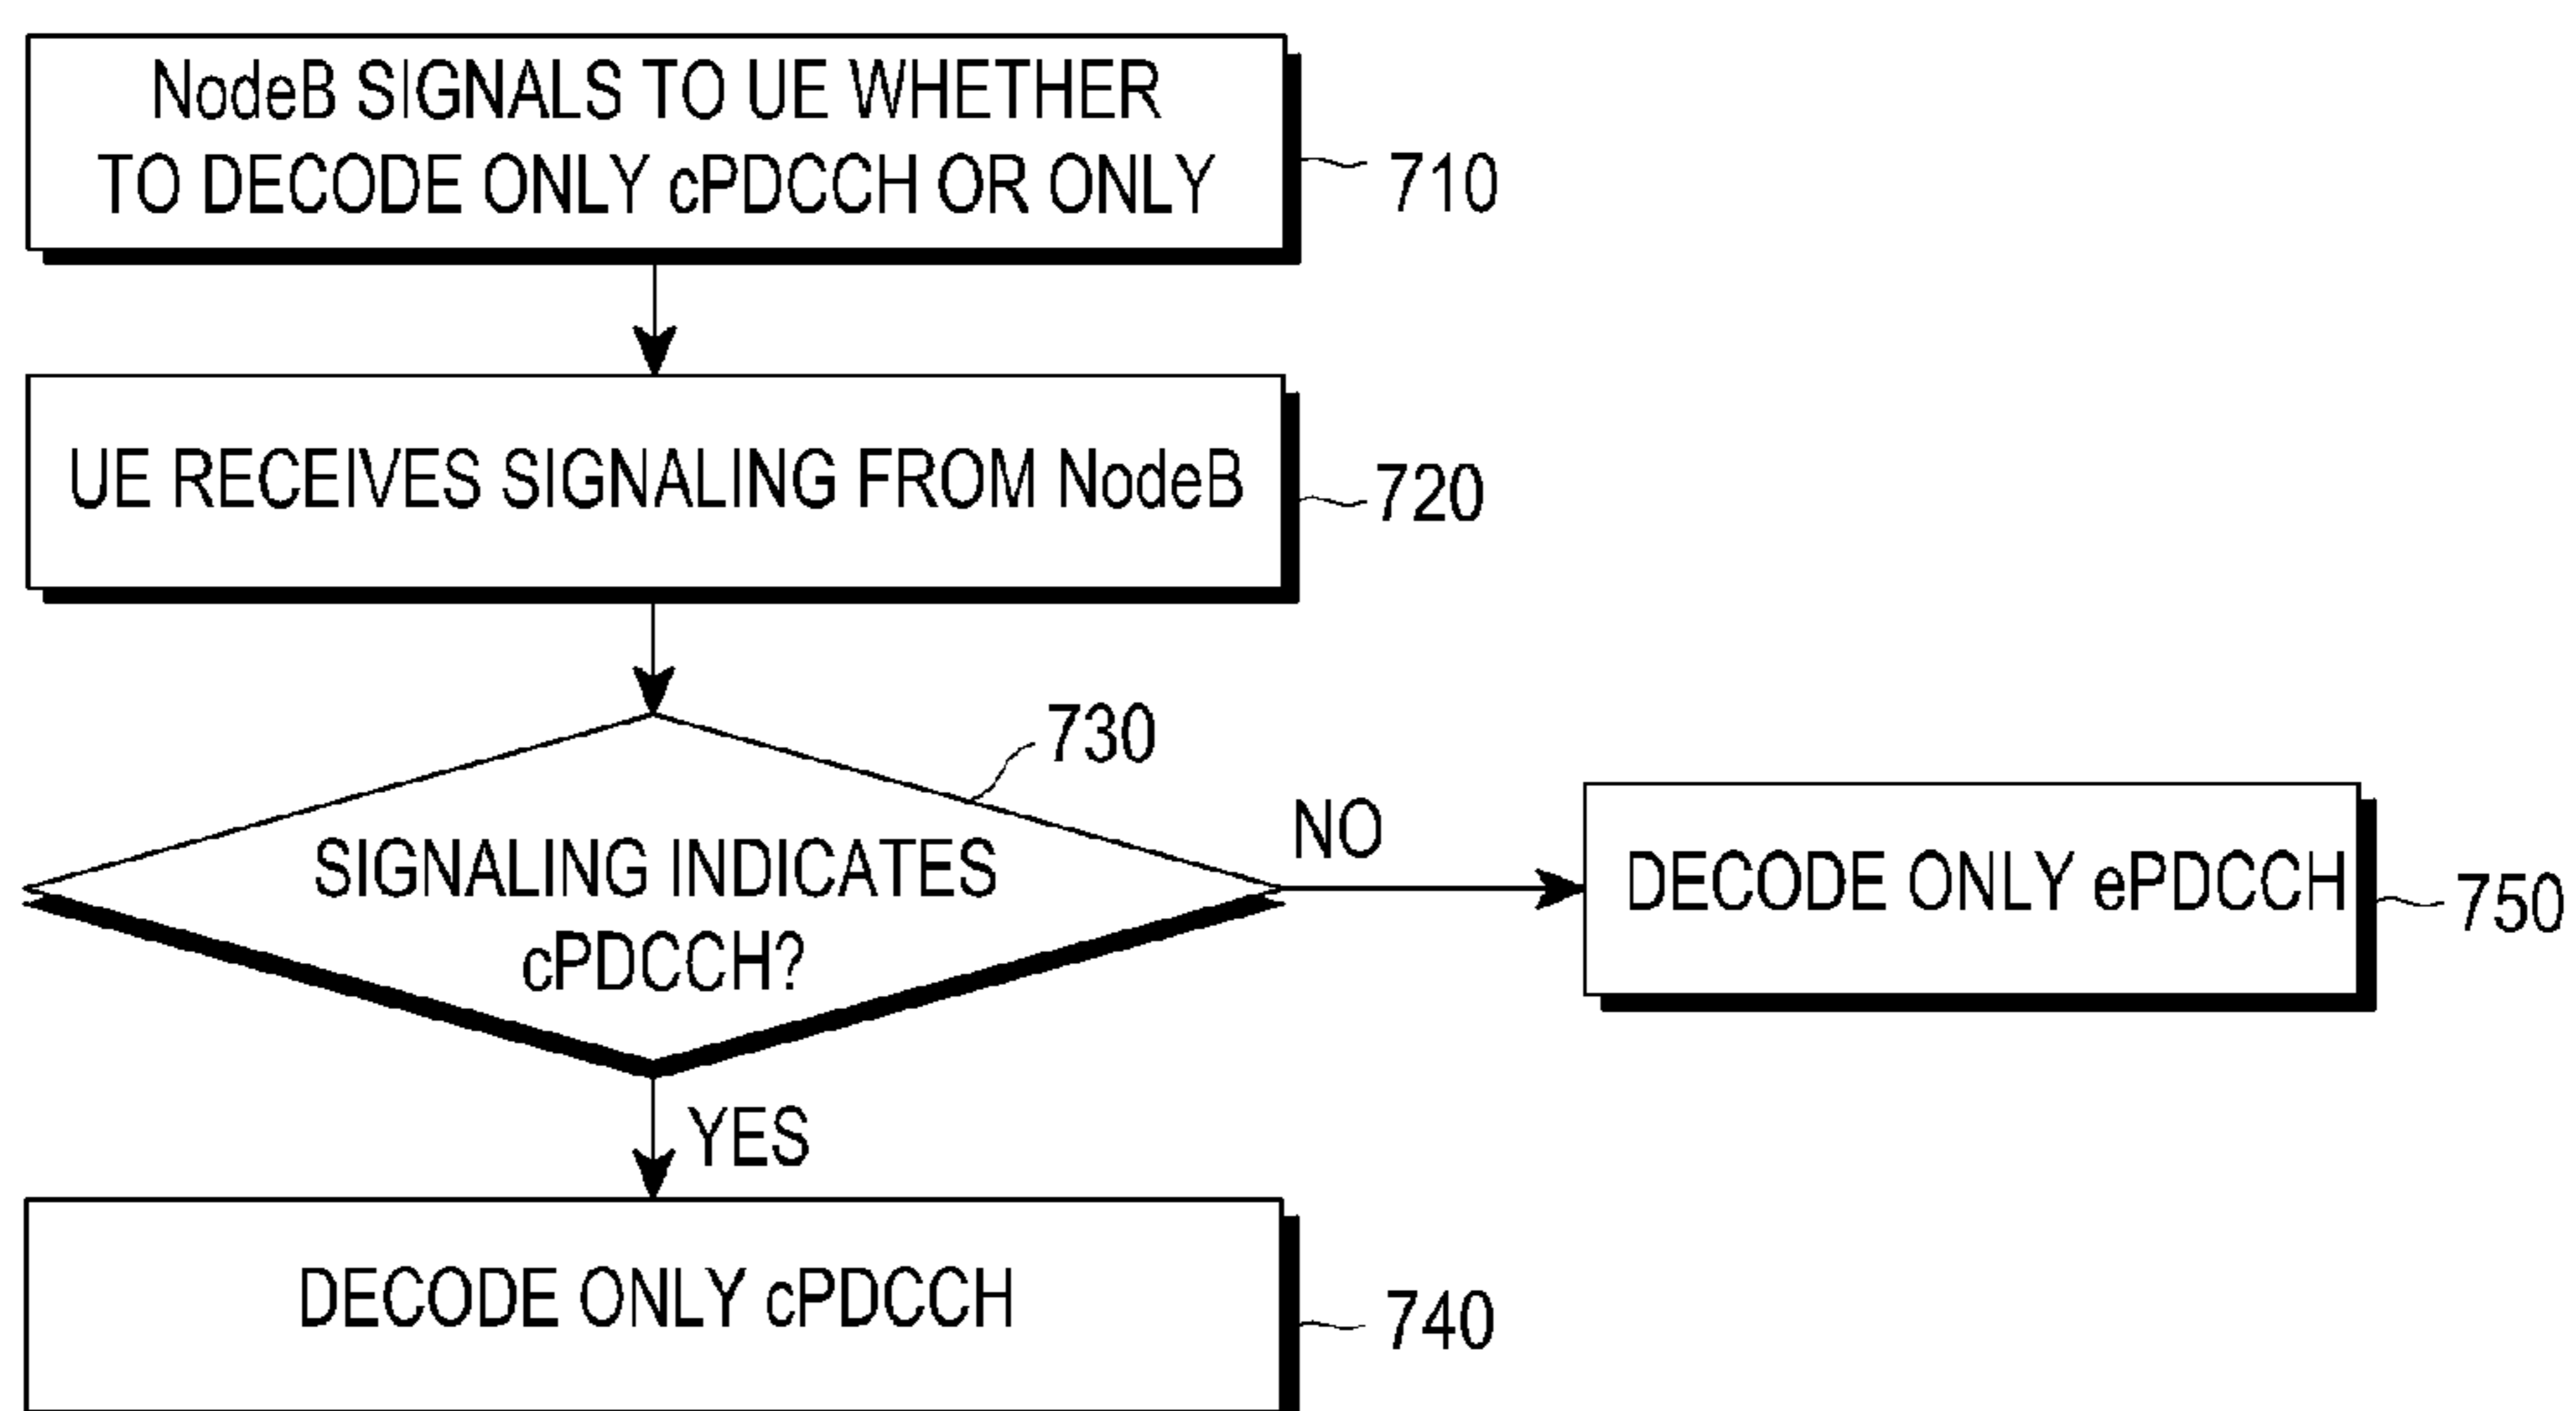 NodeB SIGNALS TO UE WHETHER
TO DECODE ONLY cPDCCH OR ONLY
710
UE RECEIVES SIGNALING FROM NodeB
720
730
SIGNALING INDICATES
cPDCCH?
NO
DECODE ONLY ePDCCH
750
YES
DECODE ONLY cPDCCH
740